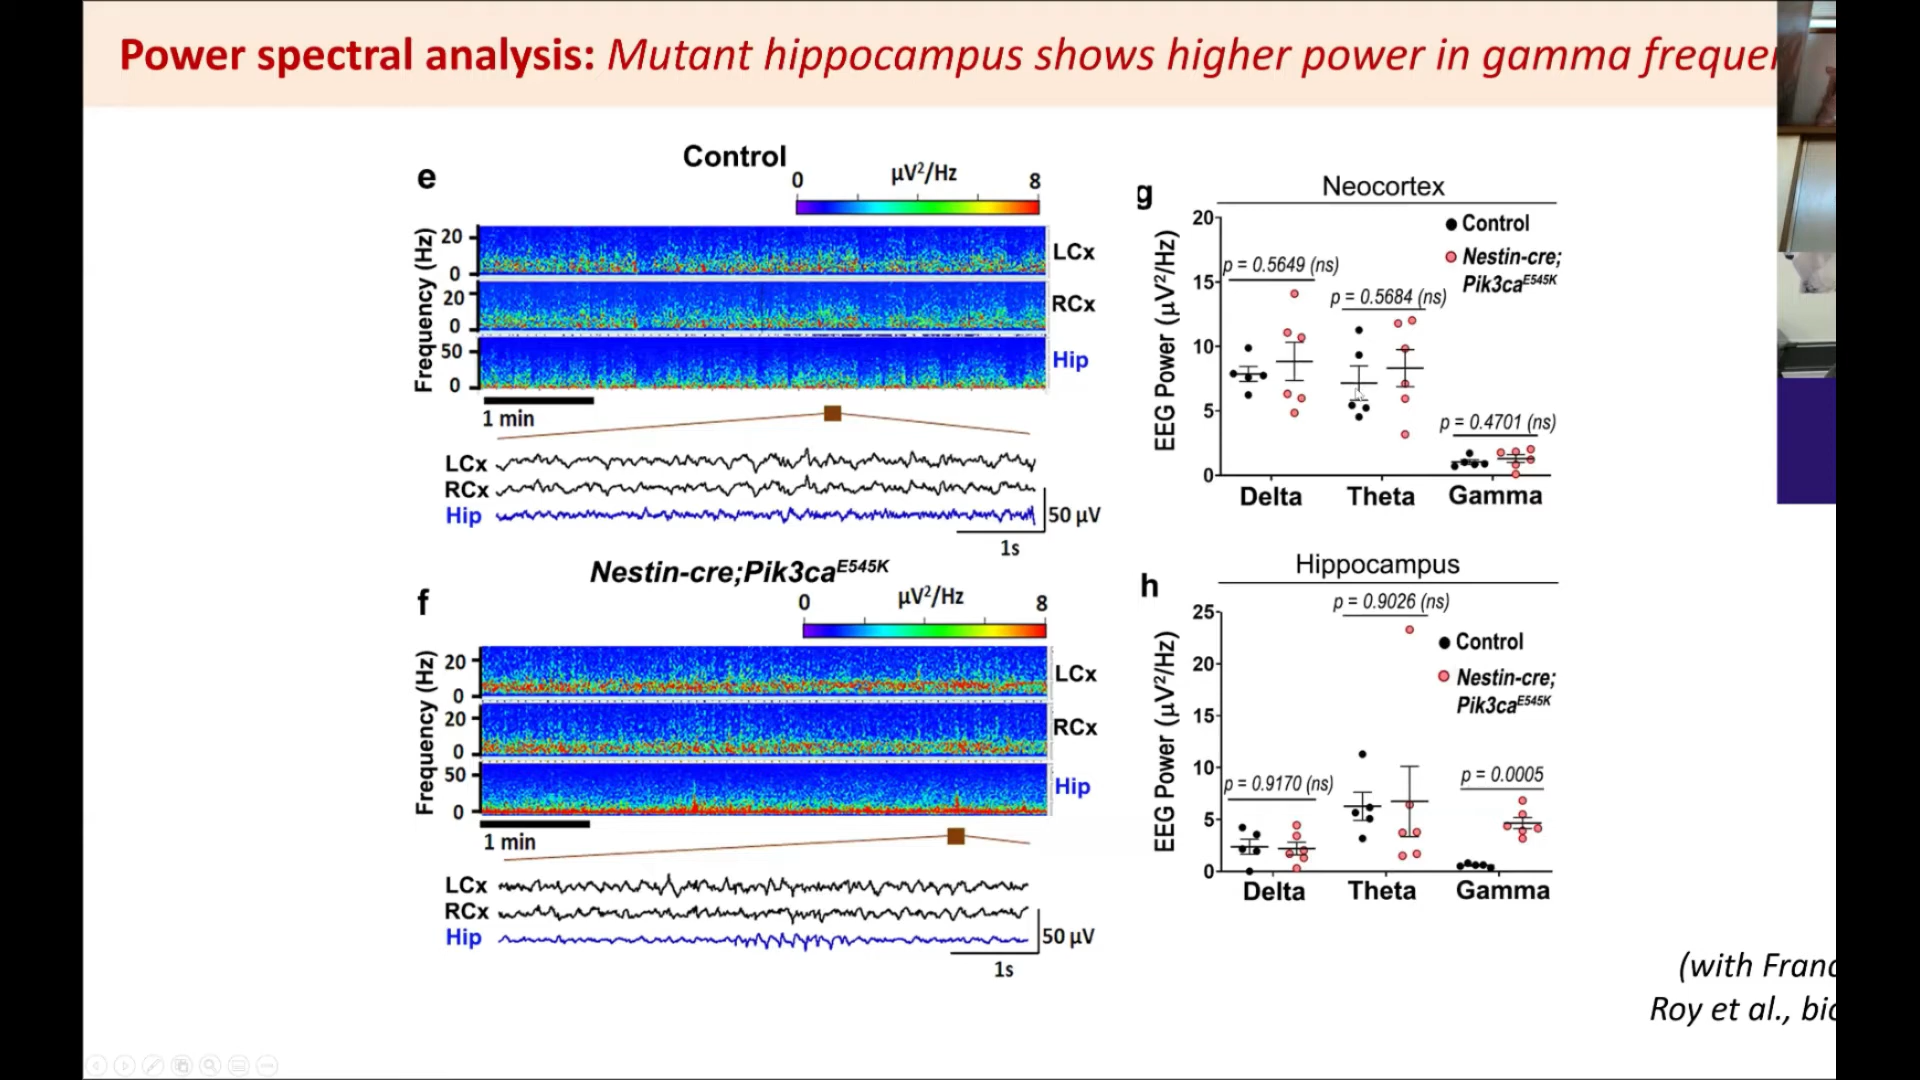 Power spectral analysis: Mutant hippocampus shows higher power in gamma
Control
e
0 µV²/Hz 8
Frequency (Hz)
20
0
LCx
20
0
RCx
50
0
Hip
1 min
LCx
RCx
Hip
50 µV
1s
Nestin-cre;Pik3caE545K
f
0 µV²/Hz 8
Frequency (Hz)
20
0
LCx
20
0
RCx
50
0
Hip
1 min
LCx
RCx
Hip
50 µV
1s
g
Neocortex
EEG Power (µV²/Hz)
20
15
10
5
0
Control
Nestin-cre;
Pik3caE545K
p = 0.5649 (ns)
p = 0.5684 (ns)
p = 0.4701 (ns)
Delta Theta Gamma
h
Hippocampus
EEG Power (µV²/Hz)
25
20
15
10
5
0
p = 0.9026 (ns)
Control
Nestin-cre;
Pik3caE545K
p = 0.9170 (ns)
p = 0.0005
Delta Theta Gamma
(with
Roy et al.,